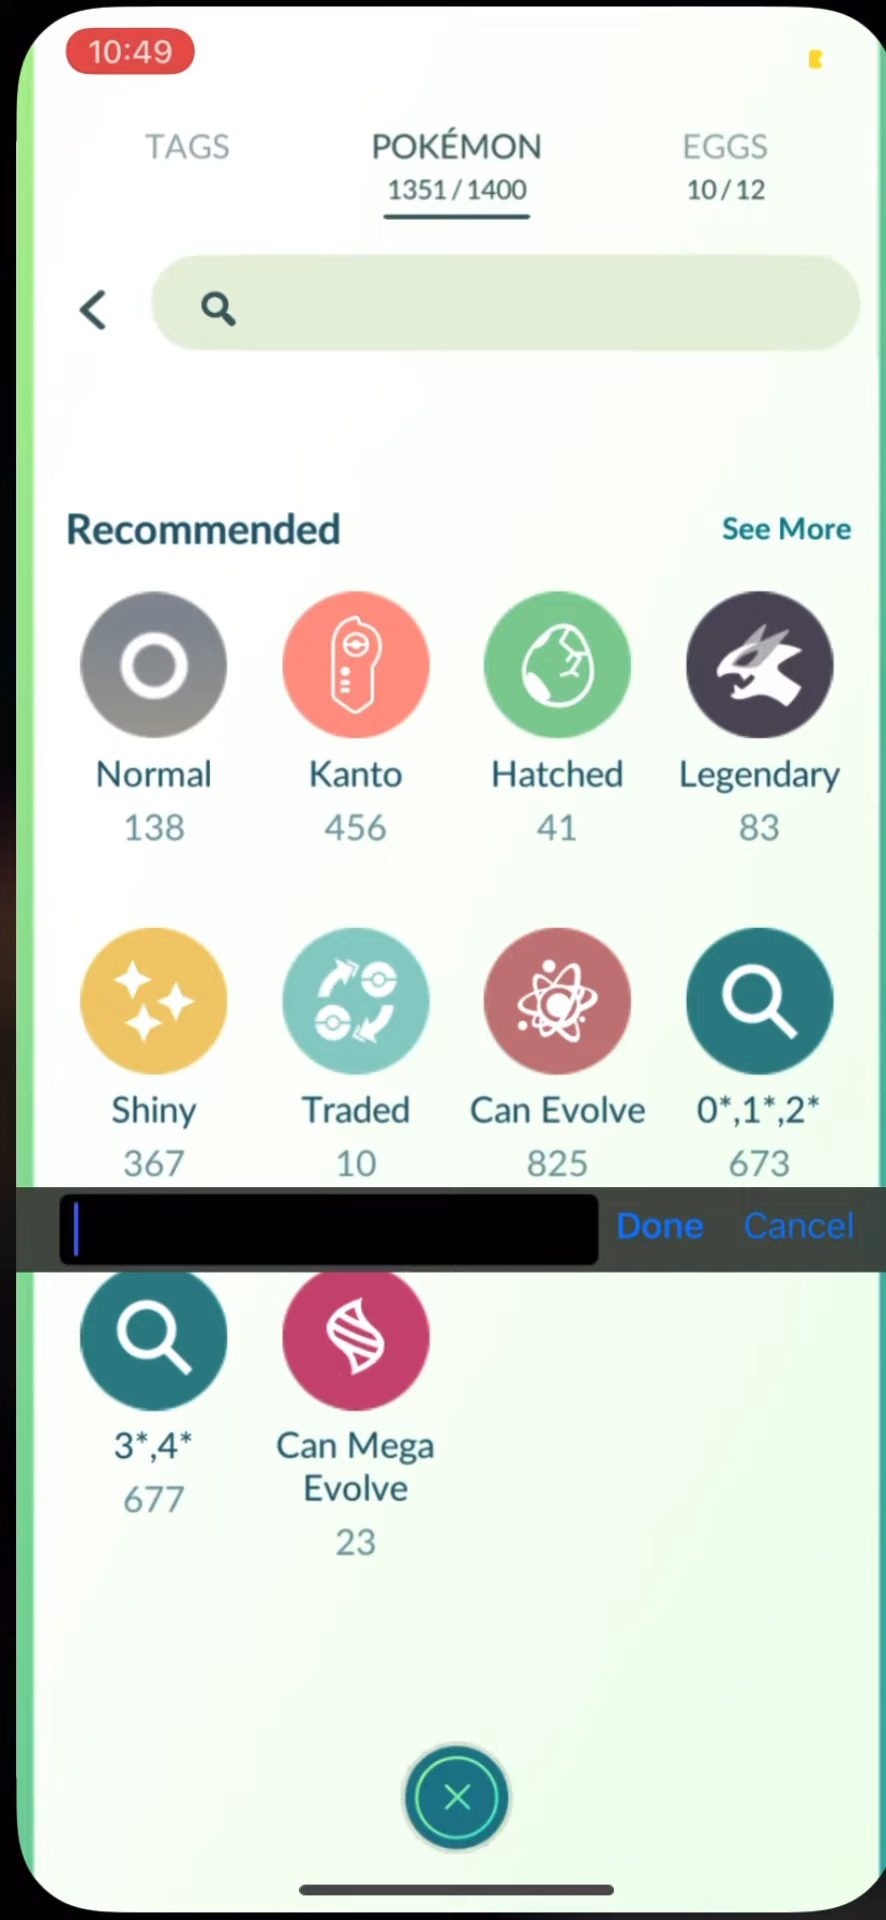 10:49
TAGS
POKÉMON
EGGS
1351 / 1400
10 / 12
Recommended
See More
Normal
Kanto
Hatched
Legendary
138
456
41
83
Shiny
Traded
Can Evolve
0*,1*,2*
367
10
825
673
Done
Cancel
3*,4*
Can Mega
Evolve
677
23